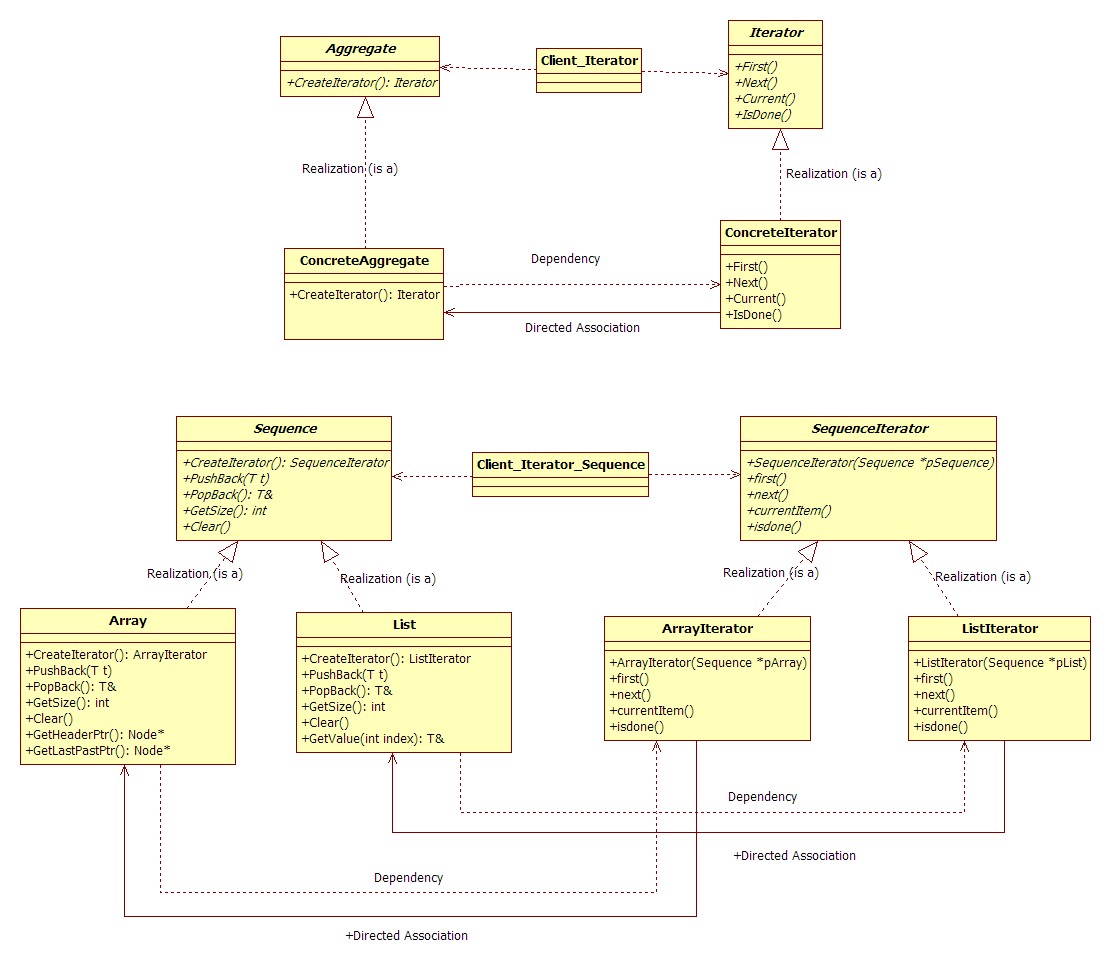 Aggregate
+CreateIterator(): Iterator
Client_Iterator
Iterator
+First()
+Next()
+Current()
+IsDone()
Realization (is a)
Realization (is a)
ConcreteAggregate
+CreateIterator(): Iterator
Dependency
Directed Association
ConcreteIterator
+First()
+Next()
+Current()
+IsDone()
Sequence
+CreateIterator(): SequenceIterator
+PushBack(T t)
+PopBack(): T&
+GetSize(): int
+Clear()
Client_Iterator_Sequence
SequenceIterator
+SequenceIterator(Sequence *pSequence)
+first()
+next()
+currentItem()
+isdone()
Realization (is a)
Realization (is a)
Realization (is a)
Realization (is a)
Array
+CreateIterator(): ArrayIterator
+PushBack(T t)
+PopBack(): T&
+GetSize(): int
+Clear()
+GetHeaderPtr(): Node*
+GetLastPastPtr(): Node*
List
+CreateIterator(): ListIterator
+PushBack(T t)
+PopBack(): T&
+GetSize(): int
+Clear()
+GetValue(int index): T&
ArrayIterator
+ArrayIterator(Sequence *pArray)
+first()
+next()
+currentItem()
+isdone()
ListIterator
+ListIterator(Sequence *pList)
+first()
+next()
+currentItem()
+isdone()
Dependency
+Directed Association
Dependency
+Directed Association